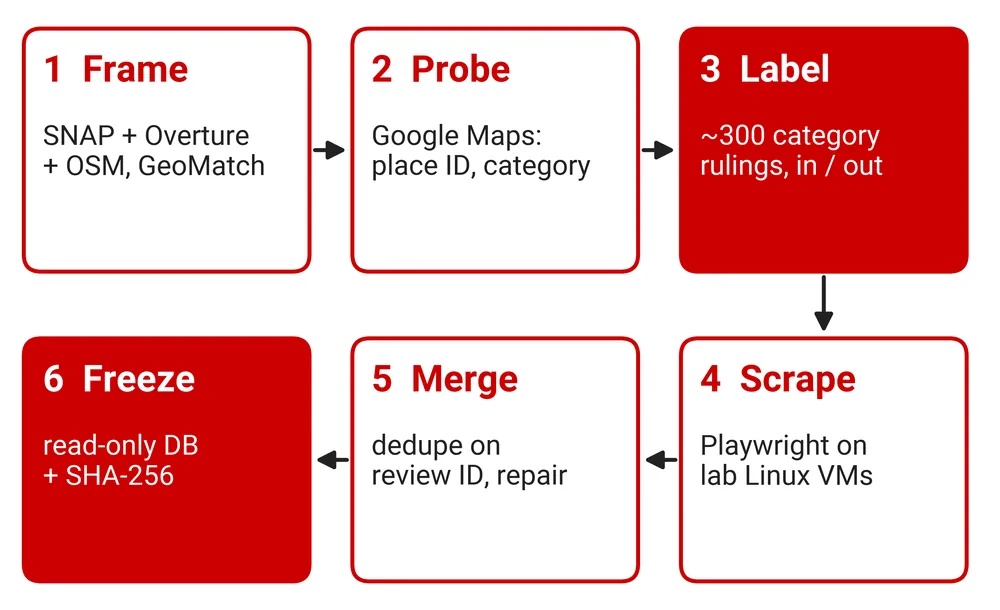 1 Frame
SNAP + Overture
+ OSM, GeoMatch
2 Probe
Google Maps:
place ID, category
3 Label
~300 category
rulings, in / out
4 Scrape
Playwright on
lab Linux VMs
5 Merge
dedupe on
review ID, repair
6 Freeze
read-only DB
+ SHA-256